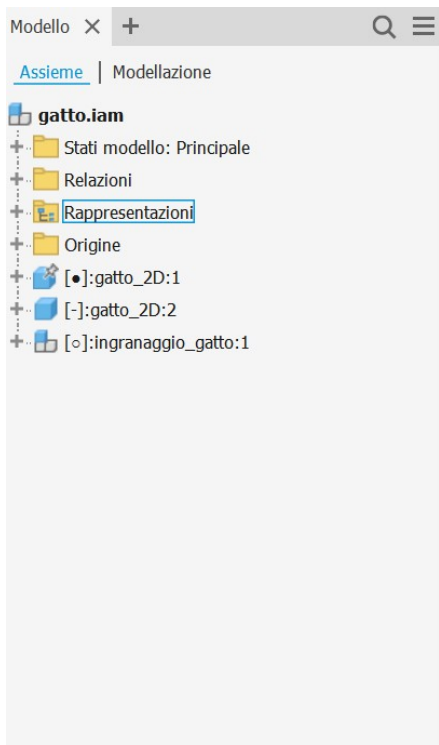 Modello
Assieme | Modellazione
gatto.iam
Stati modello: Principale
Relazioni
Rappresentazioni
Origine
[●]:gatto_2D:1
[-]:gatto_2D:2
[○]:ingranaggio_gatto:1